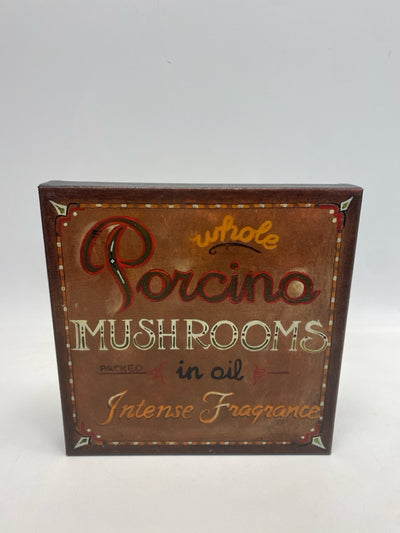 whole
Porcino
MUSHROOMS
PACKED in oil
Intense Fragrance